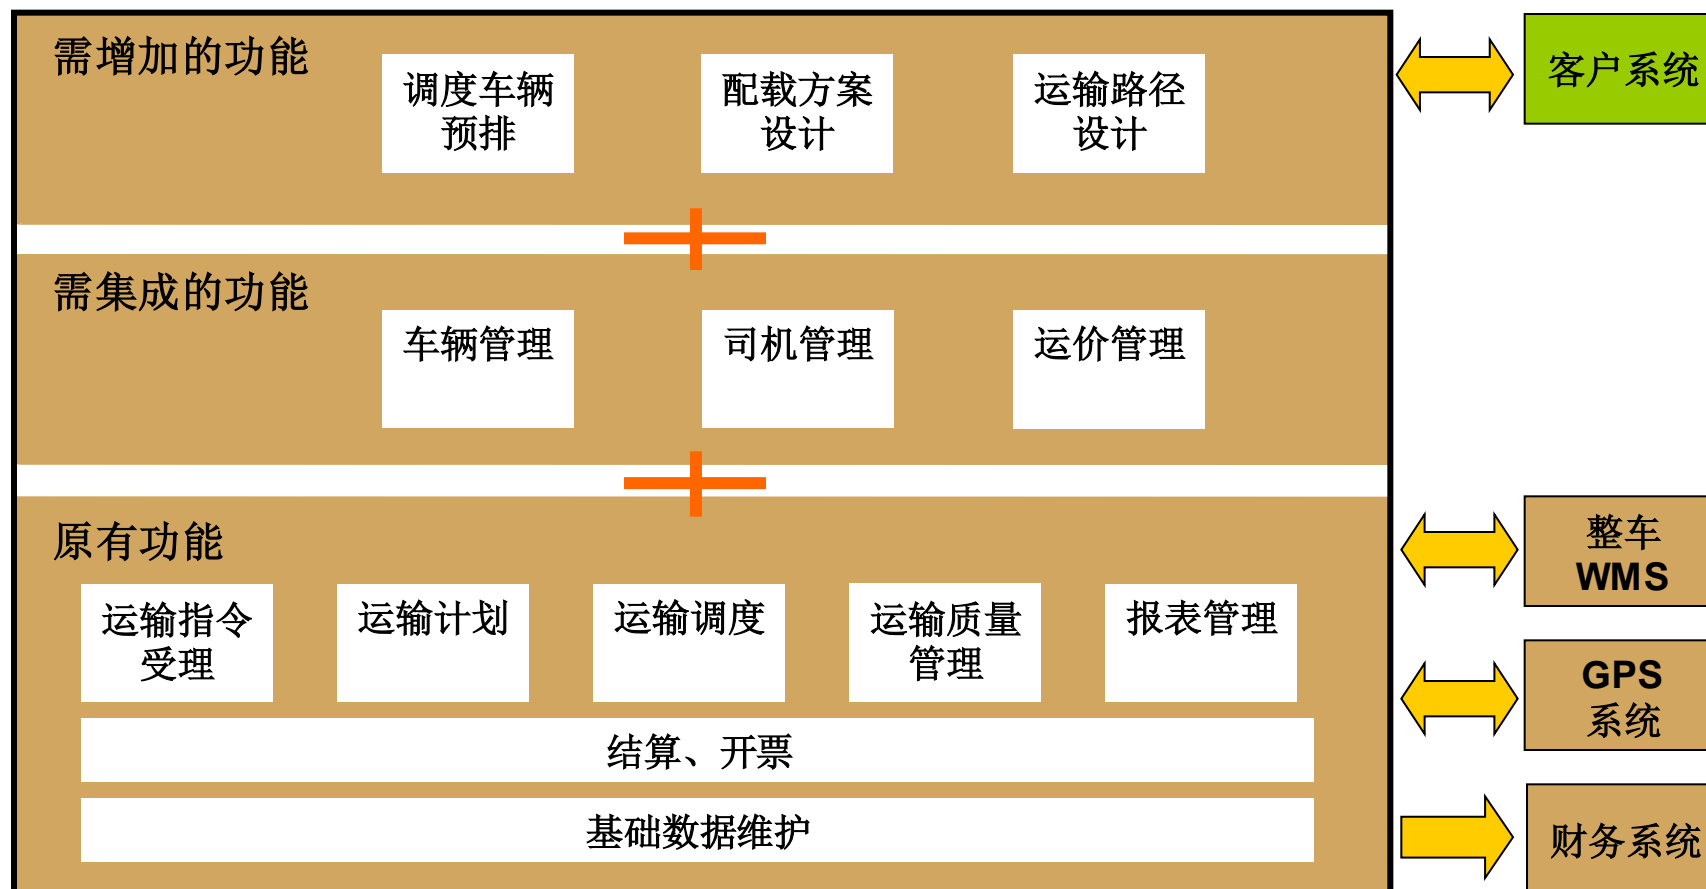 需增加的功能
调度车辆
预排
配载方案
设计
运输路径
设计
客户系统
需集成的功能
车辆管理
司机管理
运价管理
原有功能
运输指令
受理
运输计划
运输调度
运输质量
管理
报表管理
结算、开票
基础数据维护
整车
WMS
GPS
系统
财务系统